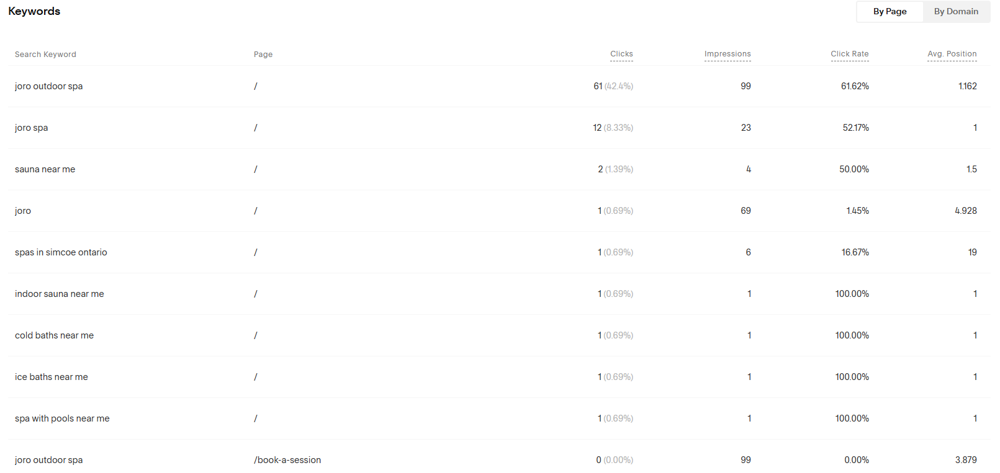 Keywords
By Page By Domain
Search Keyword Page Clicks Impressions Click Rate Avg. Position
joro outdoor spa / 61 (42.4%) 99 61.62% 1.162
joro spa / 12 (8.33%) 23 52.17% 1
sauna near me / 2 (1.39%) 4 50.00% 1.5
joro / 1 (0.69%) 69 1.45% 4.928
spas in simcoe ontario / 1 (0.69%) 6 16.67% 19
indoor sauna near me / 1 (0.69%) 1 100.00% 1
cold baths near me / 1 (0.69%) 1 100.00% 1
ice baths near me / 1 (0.69%) 1 100.00% 1
spa with pools near me / 1 (0.69%) 1 100.00% 1
joro outdoor spa /book-a-session 0 (0.00%) 99 0.00% 3.879